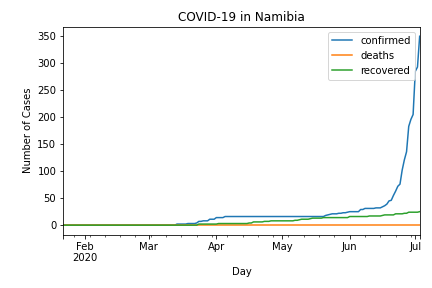 COVID-19 in Namibia
confirmed
deaths
recovered
Number of Cases
350
300
250
200
150
100
50
0
Feb Mar Apr May Jun Jul
2020
Day